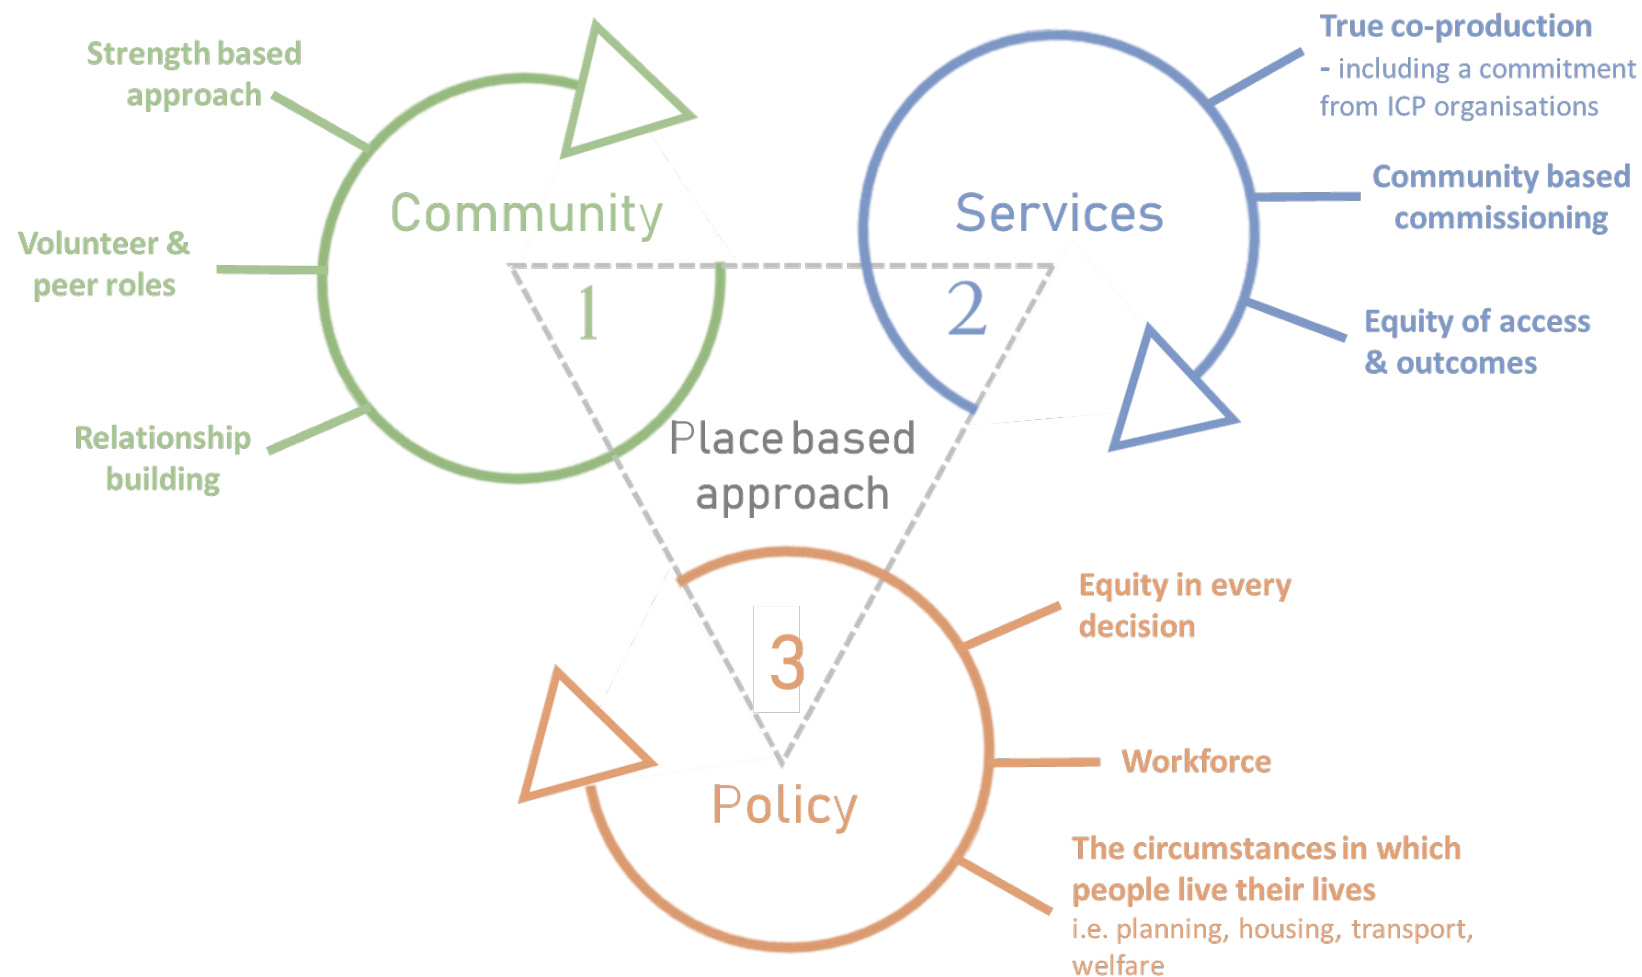 Strength based
approach
Volunteer &
peer roles
Relationship
building
Community
1
Services
2
True co-production
- including a commitment
from ICP organisations
Community based
commissioning
Equity of access
& outcomes
Place based
approach
3
Policy
Equity in every
decision
Workforce
The circumstances in which
people live their lives
i.e. planning, housing, transport,
welfare